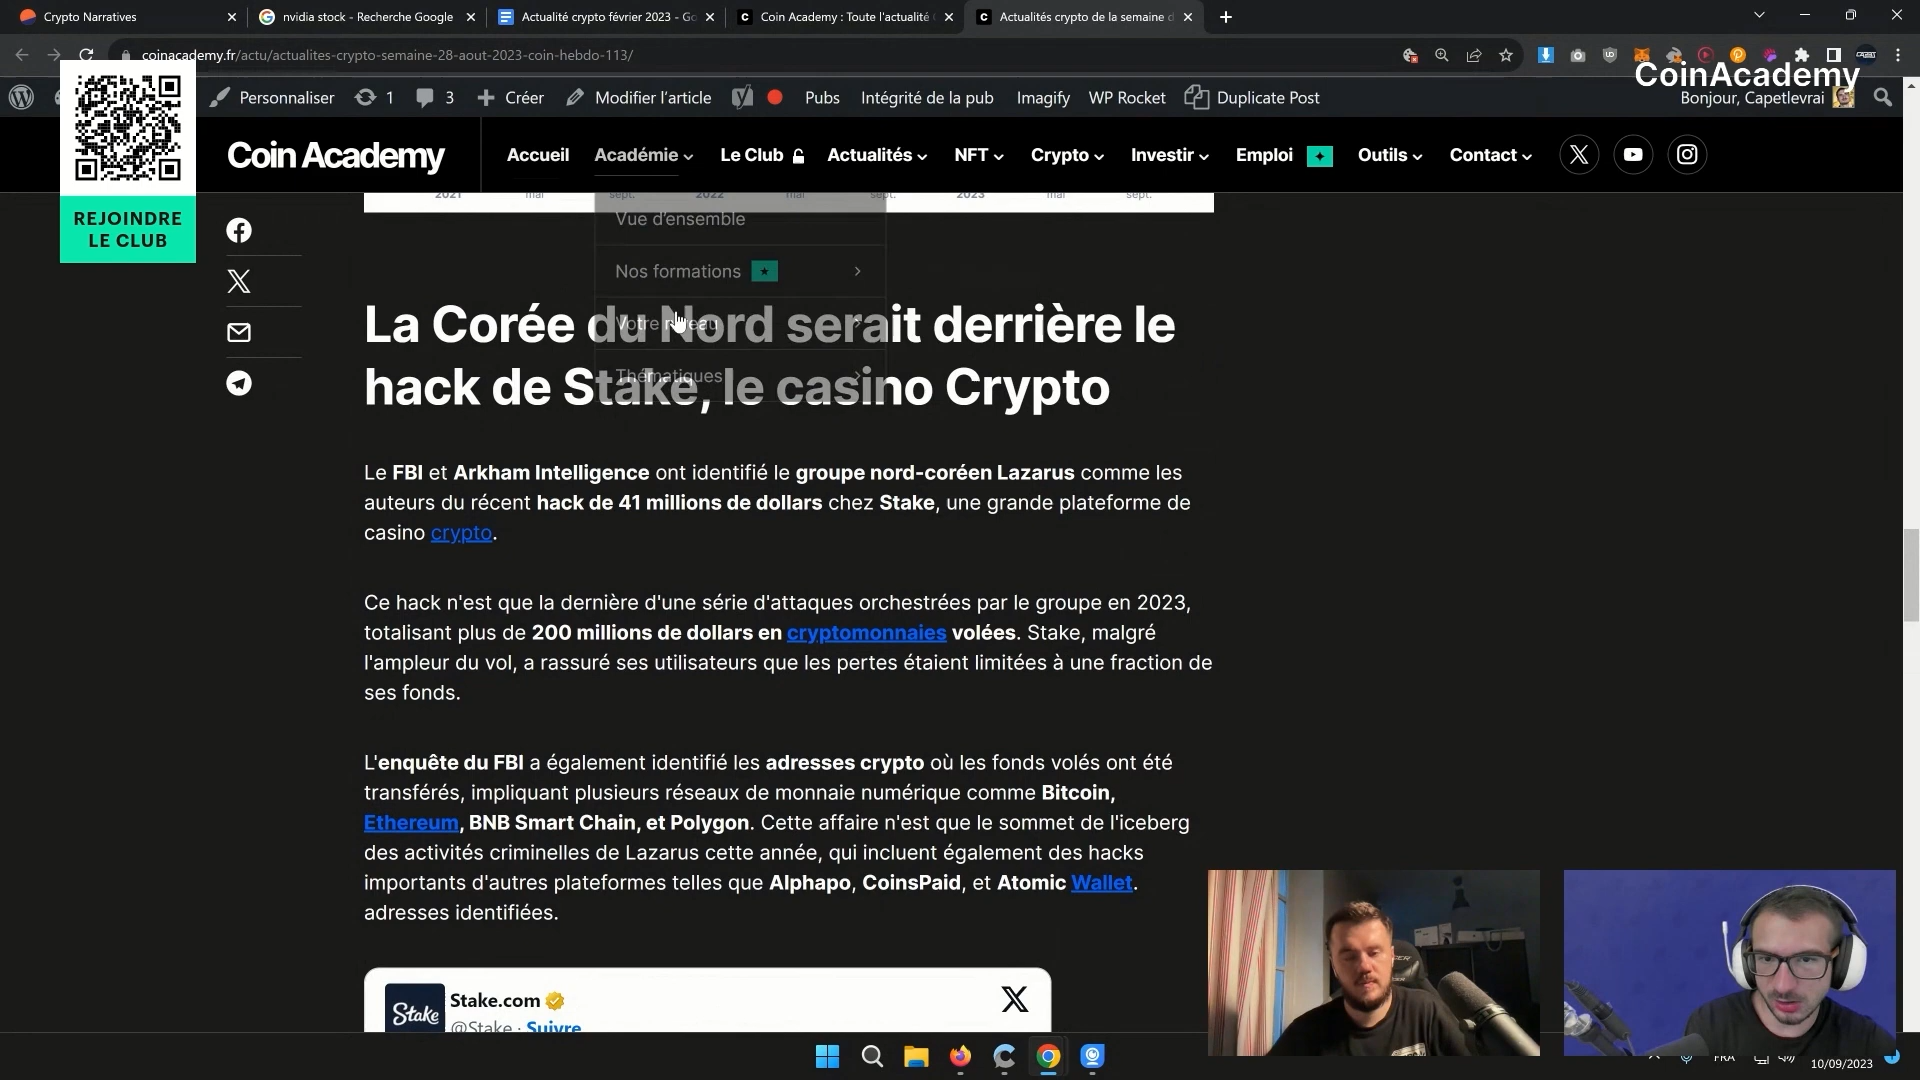 Crypto Narratives
nvidia stock - Recherche Google
Actualité crypto février 2023 - Go
Coin Academy : Toute l'actualité
Actualités crypto de la semaine d
coinacademy.fr/actu/actualites-crypto-semaine-28-aout-2023-coin-hebdo-113/
CoinAcademy
Personnaliser
1
3
Créer
Modifier l'article
Pubs
Intégrité de la pub
Imagify
WP Rocket
Duplicate Post
Bonjour, Capetlevrai
REJOINDRE
LE CLUB
Coin Academy
Accueil
Académie
Le Club
Actualités
NFT
Crypto
Investir
Emploi
Outils
Contact
2021 mai sept. 2022 mai sept. 2023 mai sept.
Vue d'ensemble
Nos formations
Votre niveau
Thématiques
La Corée du Nord serait derrière le
hack de Stake, le casino Crypto
Le FBI et Arkham Intelligence ont identifié le groupe nord-coréen Lazarus comme les
auteurs du récent hack de 41 millions de dollars chez Stake, une grande plateforme de
casino crypto.
Ce hack n'est que la dernière d'une série d'attaques orchestrées par le groupe en 2023,
totalisant plus de 200 millions de dollars en cryptomonnaies volées. Stake, malgré
l'ampleur du vol, a rassuré ses utilisateurs que les pertes étaient limitées à une fraction de
ses fonds.
L'enquête du FBI a également identifié les adresses crypto où les fonds volés ont été
transférés, impliquant plusieurs réseaux de monnaie numérique comme Bitcoin,
Ethereum, BNB Smart Chain, et Polygon. Cette affaire n'est que le sommet de l'iceberg
des activités criminelles de Lazarus cette année, qui incluent également des hacks
importants d'autres plateformes telles que Alphapo, CoinsPaid, et Atomic Wallet.
adresses identifiées.
Stake
Stake.com
@Stake · Suivre
FRA
10/09/2023